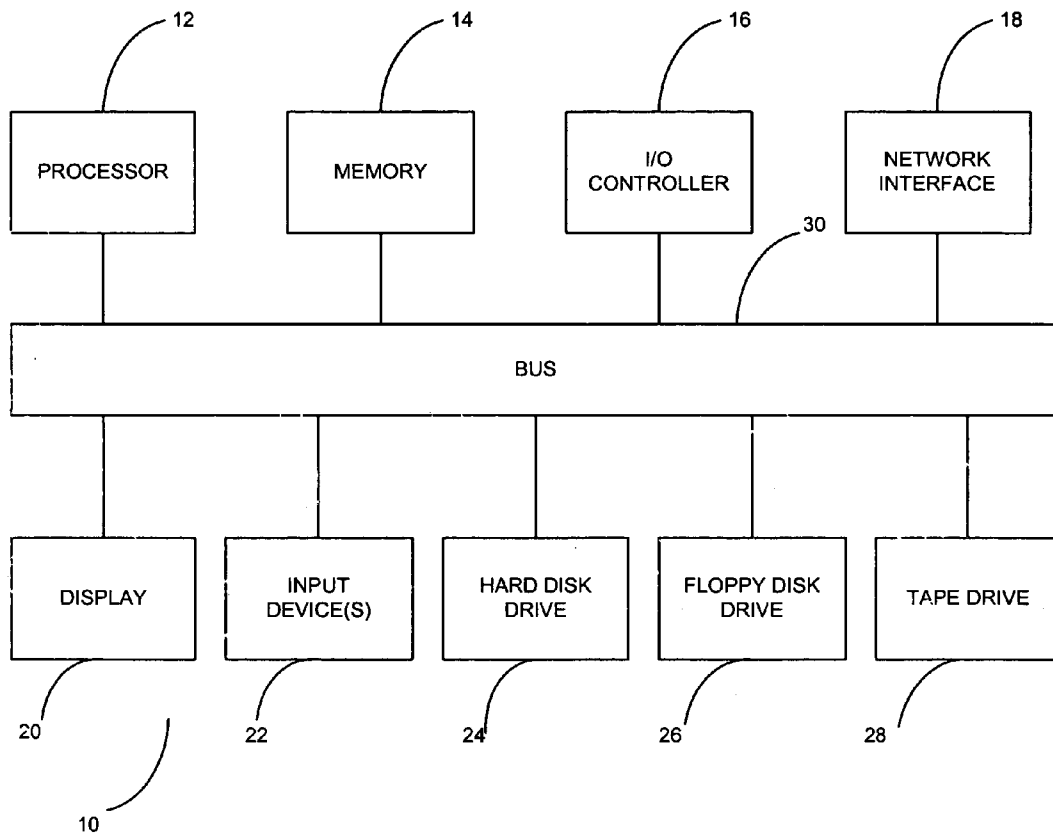 12
14
16
18
PROCESSOR
MEMORY
I/O
CONTROLLER
NETWORK
INTERFACE
30
BUS
DISPLAY
INPUT
DEVICE(S)
HARD DISK
DRIVE
FLOPPY DISK
DRIVE
TAPE DRIVE
20
22
24
26
28
10